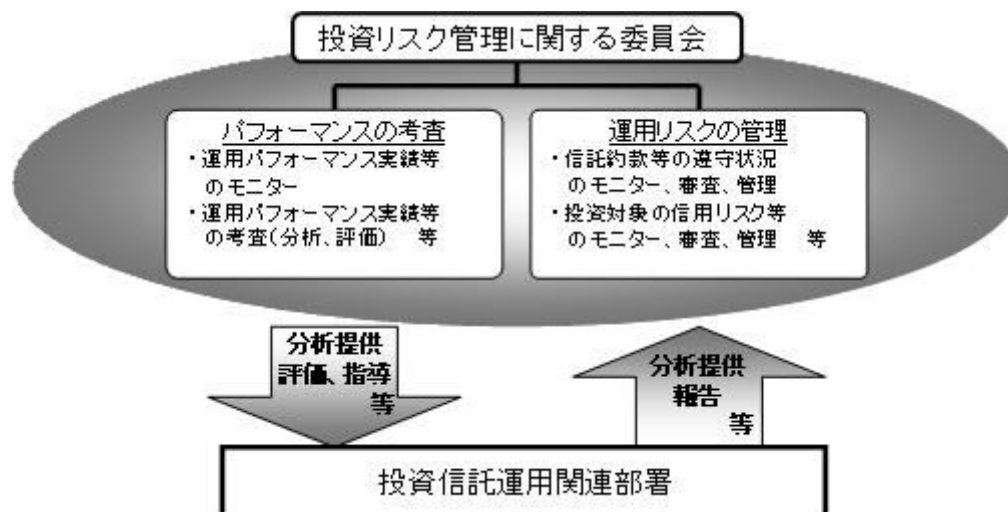 投資リスク管理に関する委員会
パフォーマンスの考査
・運用パフォーマンス実績等
のモニター
・運用パフォーマンス実績等
の考査(分析、評価) 等
運用リスクの管理
・信託約款等の遵守状況
のモニター、審査、管理
・投資対象の信用リスク等
のモニター、審査、管理 等
分析提供
評価、指導
等
分析提供
報告
等
投資信託運用関連部署